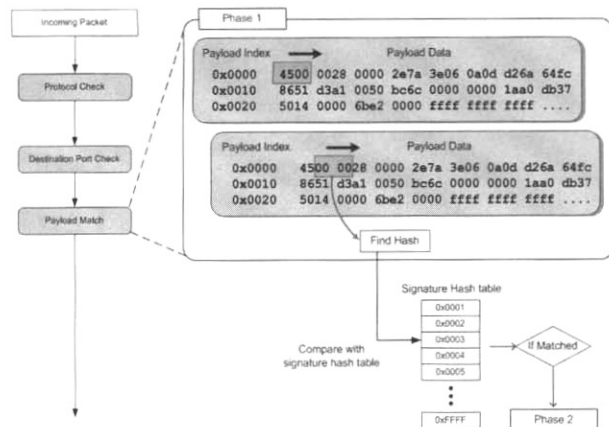 Incoming Packet
Protocol Check
Destination Port Check
Payload Match
Phase 1
Payload Index Payload Data
0x0000 4500 0028 0000 2e7a 3e06 0a0d d26a 64fc
0x0010 8651 d3a1 0050 bc6c 0000 0000 1aa0 db37
0x0020 5014 0000 6be2 0000 ffff ffff ffff ....
Payload Index Payload Data
0x0000 4500 0028 0000 2e7a 3e06 0a0d d26a 64fc
0x0010 8651 d3a1 0050 bc6c 0000 0000 1aa0 db37
0x0020 5014 0000 6be2 0000 ffff ffff ffff ....
Find Hash
Signature Hash table
0x0001
0x0002
0x0003
0x0004
0x0005
0xFFFF
Compare with
signature hash table
If Matched
Phase 2